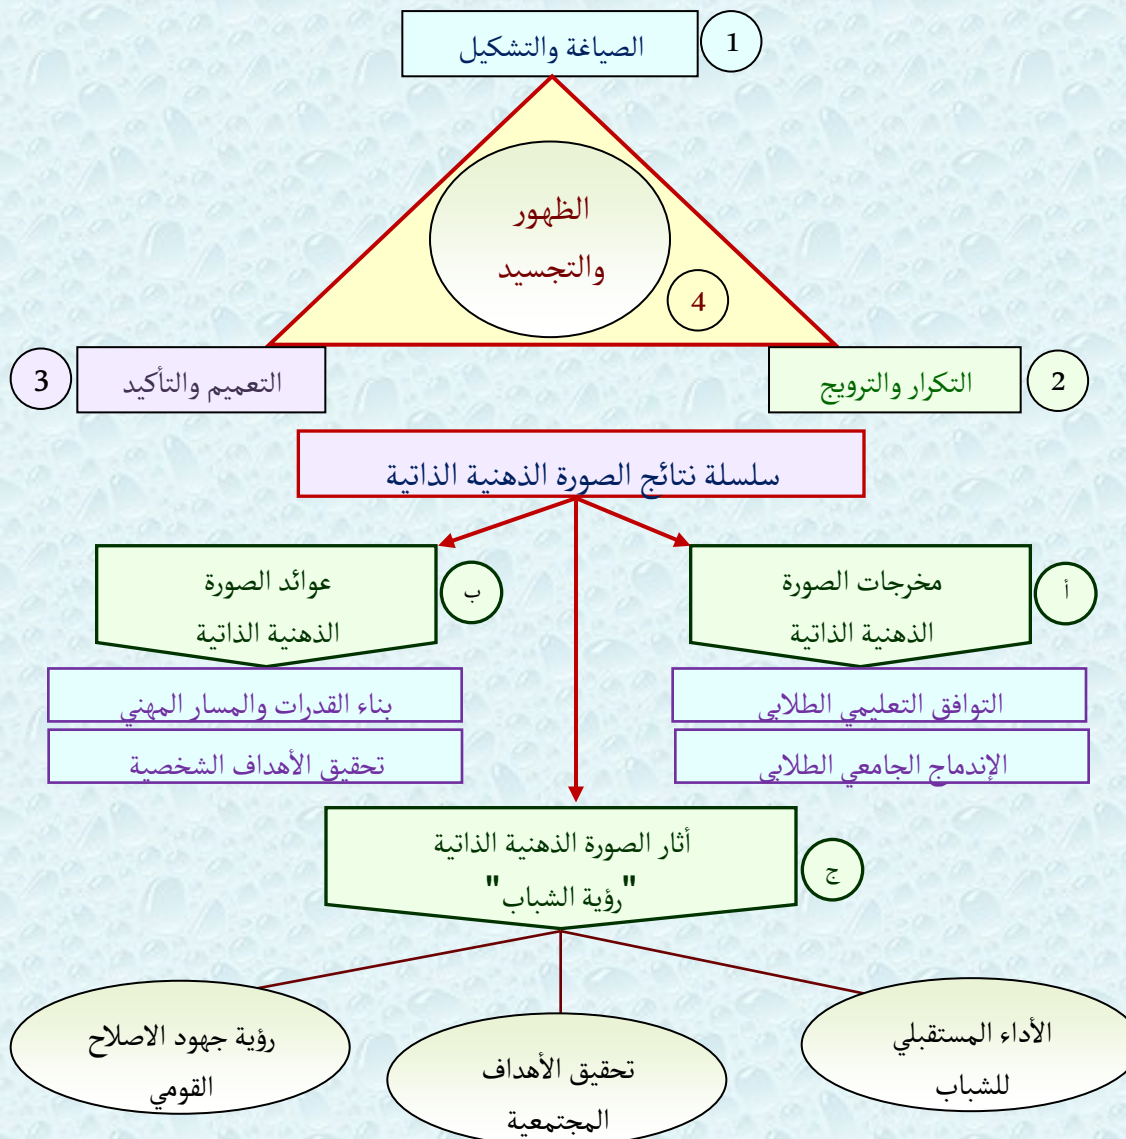 الصياغة والتشكيل
1
الظهور
والتجسيد
4
التكرار والترويج
2
التعميم والتأكيد
3
سلسلة نتائج الصورة الذهنية الذاتية
مخرجات الصورة
الذهنية الذاتية
أ
التوافق التعليمي الطلابي
الإندماج الجامعي الطلابي
عوائد الصورة
الذهنية الذاتية
ب
بناء القدرات والمسار المهني
تحقيق الأهداف الشخصية
أثار الصورة الذهنية الذاتية
"رؤية الشباب"
ج
الأداء المستقبلي
للشباب
تحقيق الأهداف
المجتمعية
رؤية جهود الاصلاح
القومي